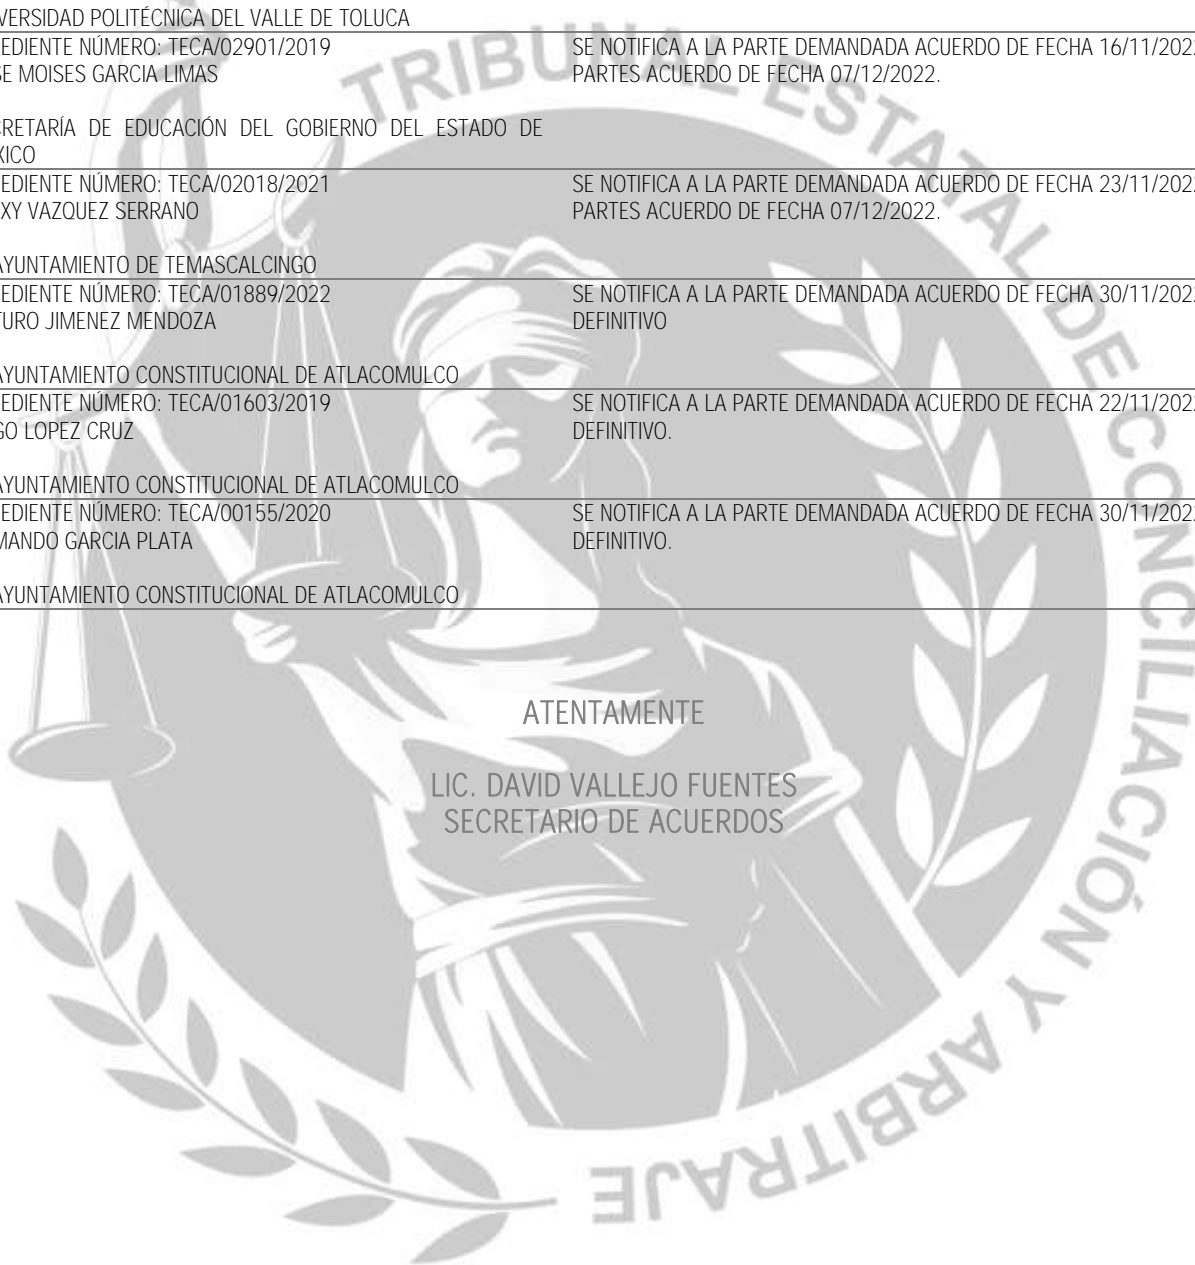 VERSIDAD POLITÉCNICA DEL VALLE DE TOLUCA
EDIENTE NÚMERO: TECA/02901/2019 SE NOTIFICA A LA PARTE DEMANDADA ACUERDO DE FECHA 16/11/202
SE MOISES GARCIA LIMAS PARTES ACUERDO DE FECHA 07/12/2022.
CRETARÍA DE EDUCACIÓN DEL GOBIERNO DEL ESTADO DE
XICO
EDIENTE NÚMERO: TECA/02018/2021 SE NOTIFICA A LA PARTE DEMANDADA ACUERDO DE FECHA 23/11/202
XY VAZQUEZ SERRANO PARTES ACUERDO DE FECHA 07/12/2022.
AYUNTAMIENTO DE TEMASCALCINGO
EDIENTE NÚMERO: TECA/01889/2022 SE NOTIFICA A LA PARTE DEMANDADA ACUERDO DE FECHA 30/11/202
TURO JIMENEZ MENDOZA DEFINITIVO
AYUNTAMIENTO CONSTITUCIONAL DE ATLACOMULCO
EDIENTE NÚMERO: TECA/01603/2019 SE NOTIFICA A LA PARTE DEMANDADA ACUERDO DE FECHA 22/11/202
GO LOPEZ CRUZ DEFINITIVO.
AYUNTAMIENTO CONSTITUCIONAL DE ATLACOMULCO
EDIENTE NÚMERO: TECA/00155/2020 SE NOTIFICA A LA PARTE DEMANDADA ACUERDO DE FECHA 30/11/202
MANDO GARCIA PLATA DEFINITIVO.
AYUNTAMIENTO CONSTITUCIONAL DE ATLACOMULCO
ATENTAMENTE
LIC. DAVID VALLEJO FUENTES
SECRETARIO DE ACUERDOS
TRIBUNAL ESTATAL DE CONCILIACIÓN Y ARBITRAJE